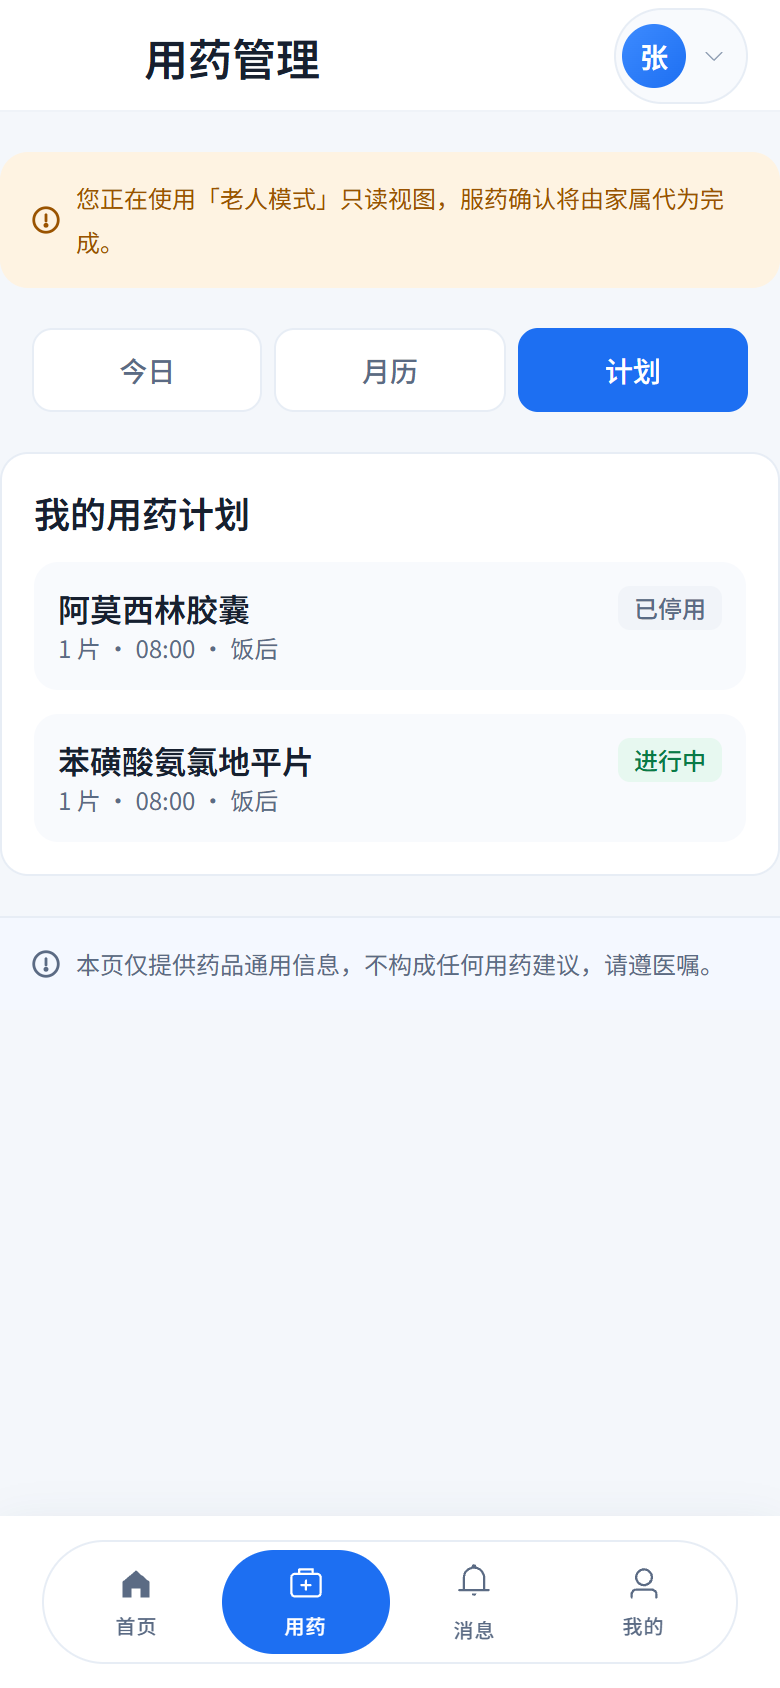 用药管理
张
您正在使用「老人模式」只读视图，服药确认将由家属代为完
成。
今日
月历
计划
我的用药计划
阿莫西林胶囊
已停用
1 片 · 08:00 · 饭后
苯磺酸氨氯地平片
进行中
1 片 · 08:00 · 饭后
本页仅提供药品通用信息，不构成任何用药建议，请遵医嘱。
首页
用药
消息
我的